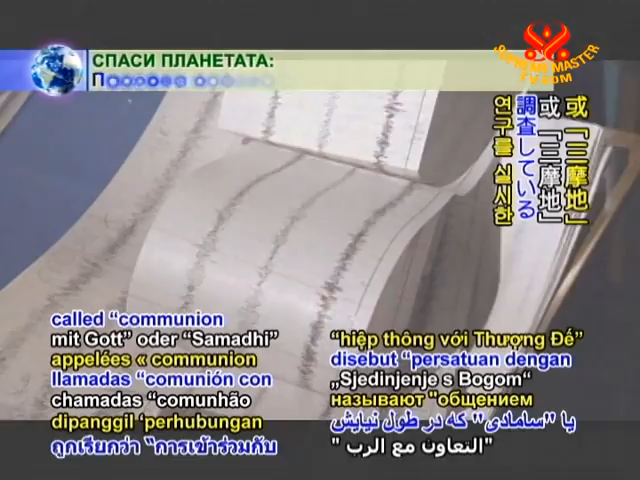 СПАСИ ПЛАНЕТАТА:
SUPREME MASTER
TV.COM
或「三摩地」
或「三摩地」
調査している
연구를 실시한
called “communion
mit Gott” oder “Samadhi”
appelées « communion
llamadas “comunión con
chamadas “comunhão
dipanggil ‘perhubungan
ถูกเรียกว่า “การเข้าร่วมกับ
“hiệp thông với Thượng Đế”
disebut “persatuan dengan
„Sjedinjenje s Bogom“
называют "общением
یا "سامادی" که در طول نیایش
"التعاون مع الرب "